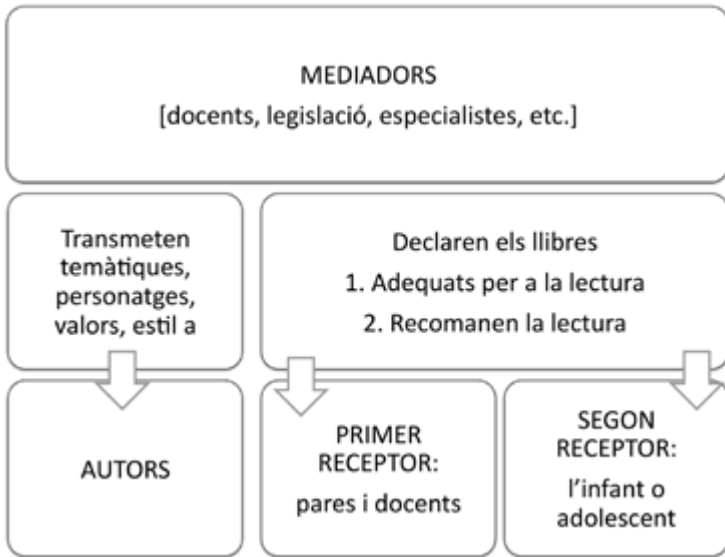 MEDIADORS
[docents, legislació, especialistes, etc.]
Transmeten
temàtiques,
personatges,
valors, estil a
Declaren els llibres
1. Adequats per a la lectura
2. Recomanen la lectura
AUTORS
PRIMER
RECEPTOR:
pares i docents
SEGON
RECEPTOR:
l'infant o
adolescent